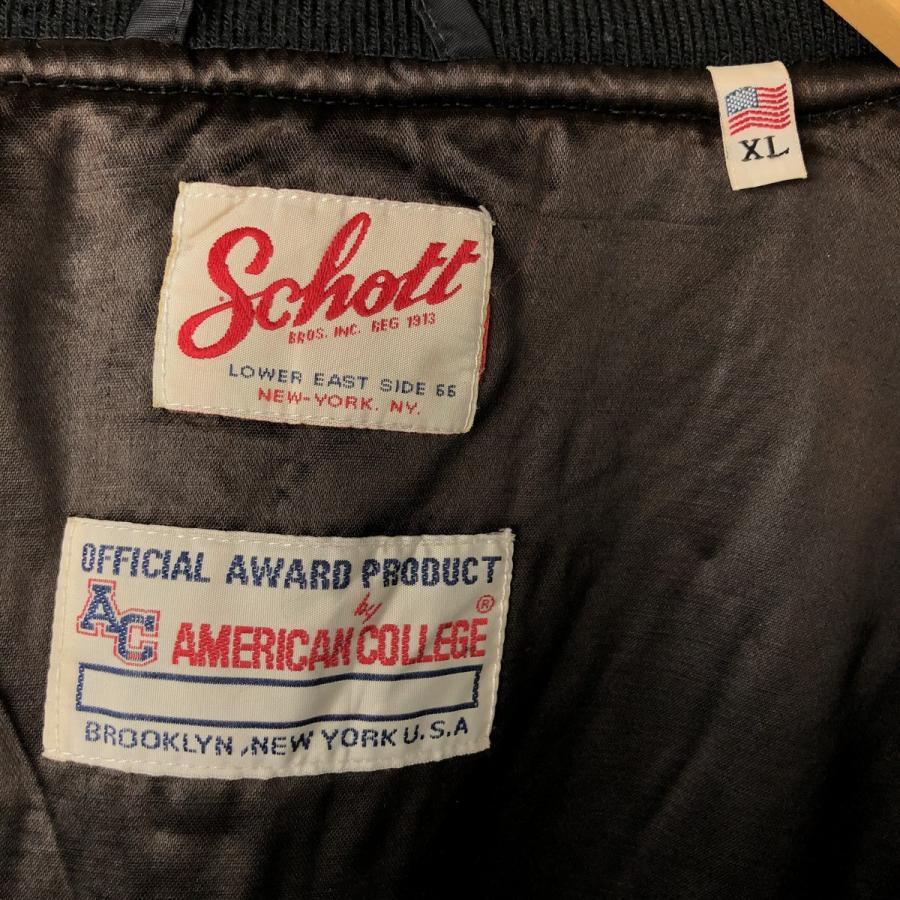 XL
Schott
BROS. INC. REG 1913
LOWER EAST SIDE 66
NEW-YORK. NY.
OFFICIAL AWARD PRODUCT
by
AC AMERICAN COLLEGE ®
BROOKLYN, NEW YORK U.S.A